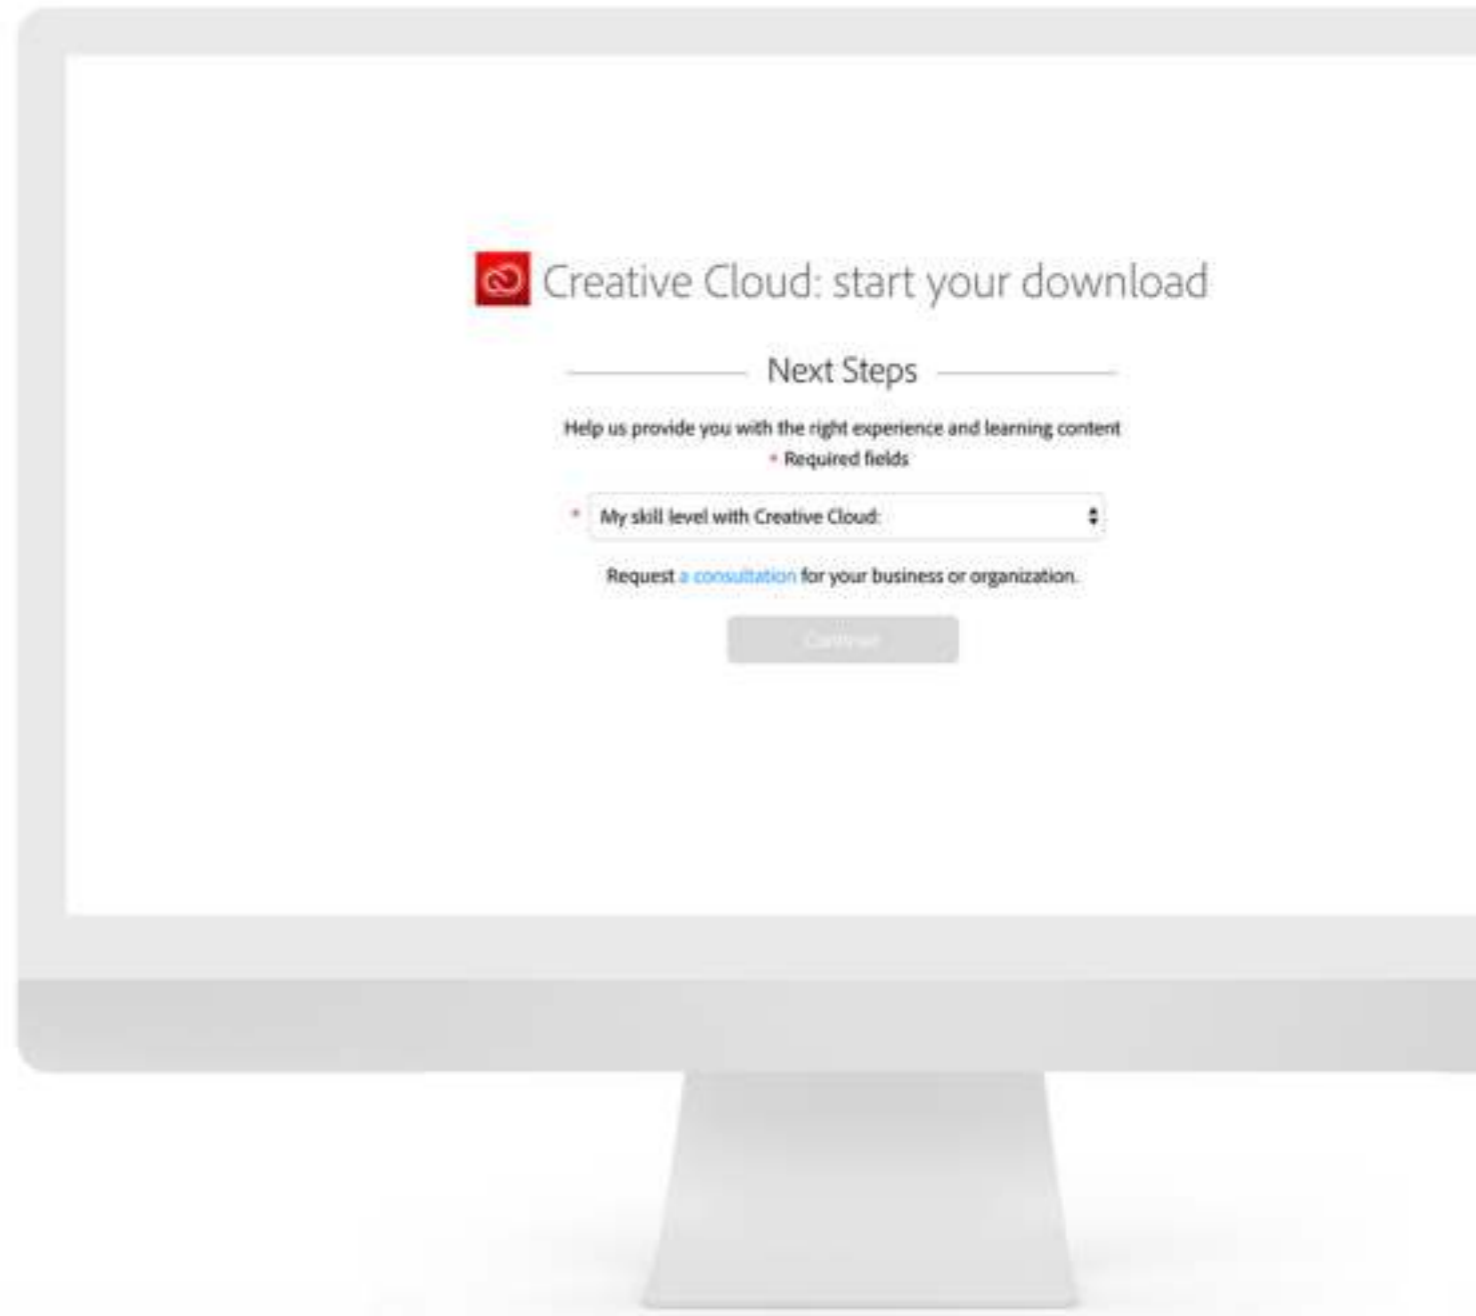 Creative Cloud: start your download
Next Steps
Help us provide you with the right experience and learning content
* Required fields
* My skill level with Creative Cloud:
Request a consultation for your business or organization.
Continue